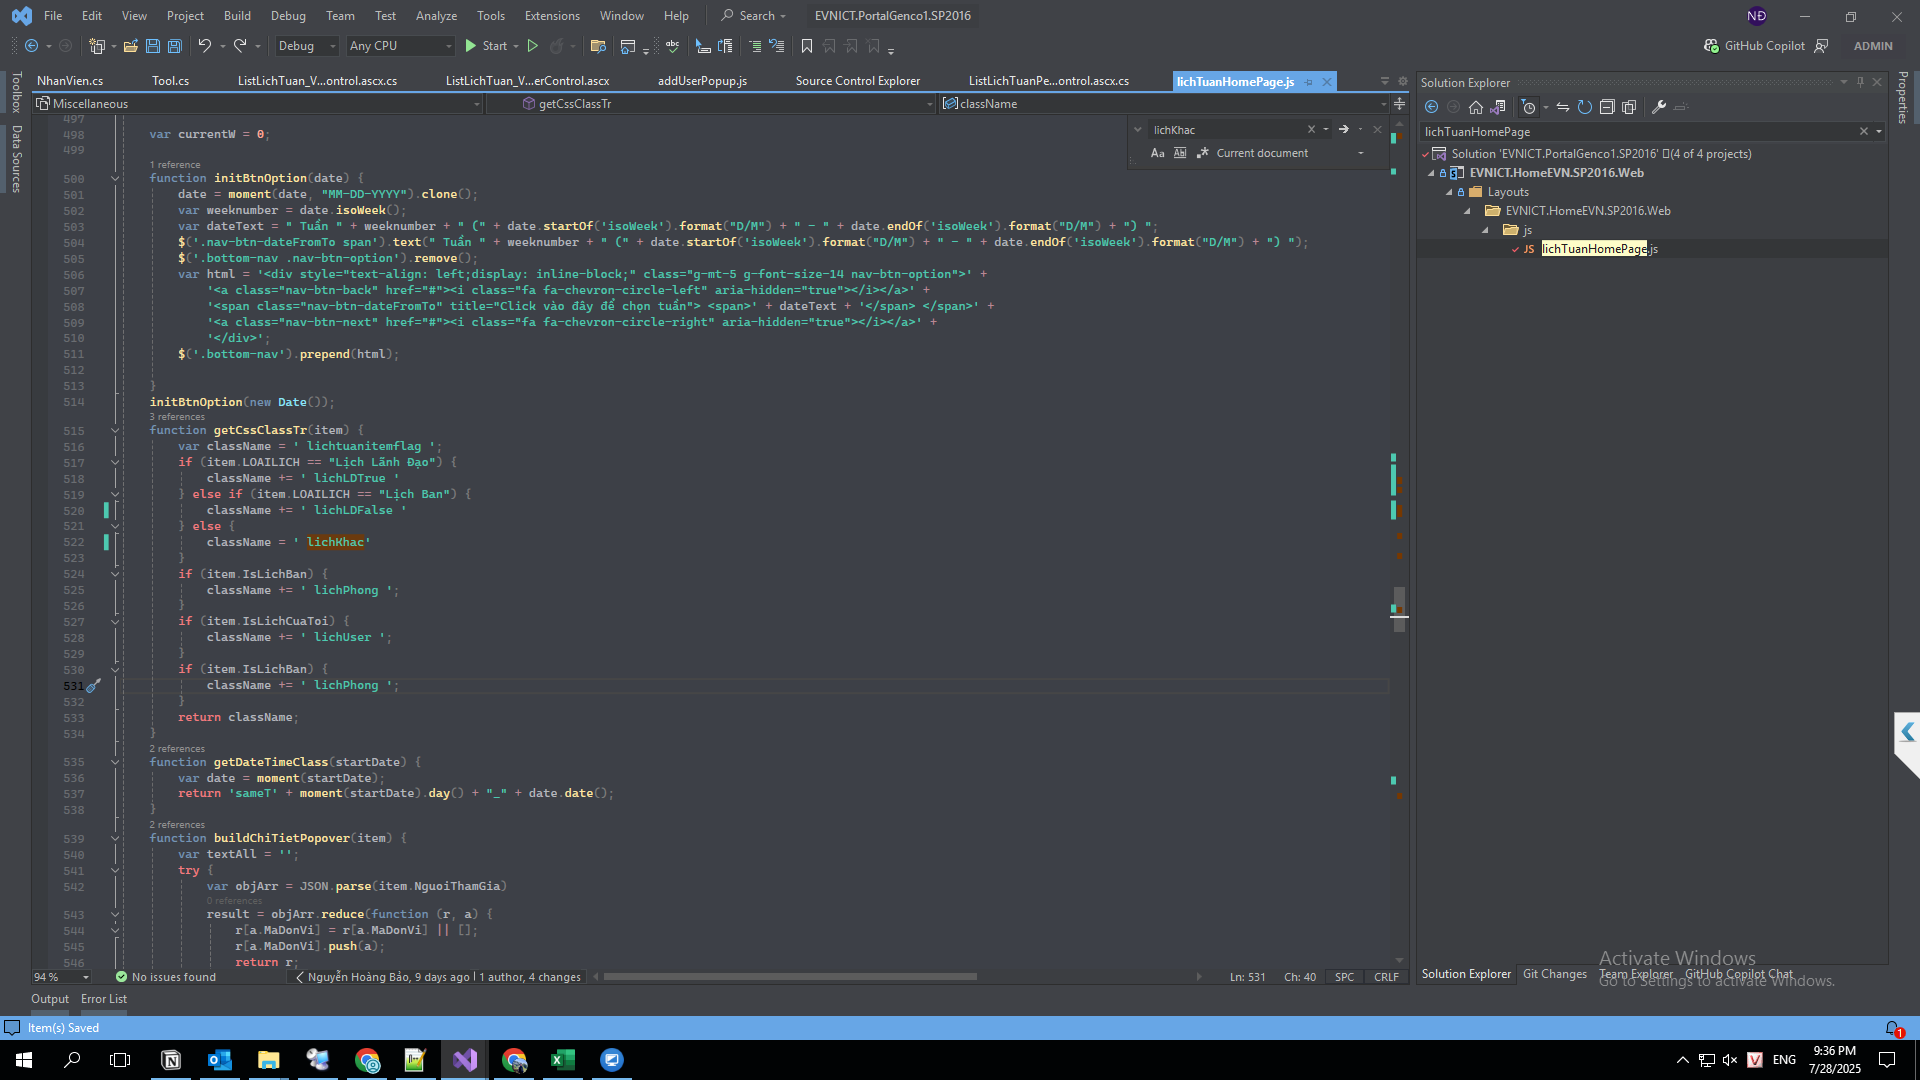 File Edit View Project Build Debug Team Test Analyze Tools Extensions Window Help Search EVNICT.PortalGenco1.SP2016 NĐ
Debug Any CPU Start GitHub Copilot ADMIN
NhanVien.cs Tool.cs ListLichTuan_V...ontrol.ascx.cs ListLichTuan_V...erControl.ascx addUserPopup.js Source Control Explorer ListLichTuanPe...ontrol.ascx.cs lichTuanHomePage.js
Miscellaneous getCssClassTr className
Toolbox
Data Sources
lichKhac
Aa Current document
497
498 var currentW = 0;
499
1 reference
500 function initBtnOption(date) {
501 date = moment(date, "MM-DD-YYYY").clone();
502 var weeknumber = date.isoWeek();
503 var dateText = " Tuần " + weeknumber + " (" + date.startOf('isoWeek').format("D/M") + " - " + date.endOf('isoWeek').format("D/M") + ") ";
504 $('.nav-btn-dateFromTo span').text(" Tuần " + weeknumber + " (" + date.startOf('isoWeek').format("D/M") + " - " + date.endOf('isoWeek').format("D/M") + ") ");
505 $('.bottom-nav .nav-btn-option').remove();
506 var html = '<div style="text-align: left;display: inline-block;" class="g-mt-5 g-font-size-14 nav-btn-option">' +
507 '<a class="nav-btn-back" href="#"><i class="fa fa-chevron-circle-left" aria-hidden="true"></i></a>' +
508 '<span class="nav-btn-dateFromTo" title="Click vào đây để chọn tuần"> <span>' + dateText + '</span> </span>' +
509 '<a class="nav-btn-next" href="#"><i class="fa fa-chevron-circle-right" aria-hidden="true"></i></a>' +
510 '</div>';
511 $('.bottom-nav').prepend(html);
512
513 }
514 initBtnOption(new Date());
3 references
515 function getCssClassTr(item) {
516 var className = ' lichtuanitemflag ';
517 if (item.LOAILICH == "Lịch Lãnh Đạo") {
518 className += ' lichLDTrue '
519 } else if (item.LOAILICH == "Lịch Ban") {
520 className += ' lichLDFalse '
521 } else {
522 className = ' lichKhac'
523 }
524 if (item.IsLichBan) {
525 className += ' lichPhong ';
526 }
527 if (item.IsLichCuaToi) {
528 className += ' lichUser ';
529 }
530 if (item.IsLichBan) {
531 className += ' lichPhong ';
532 }
533 return className;
534 }
2 references
535 function getDateTimeClass(startDate) {
536 var date = moment(startDate);
537 return 'sameT' + moment(startDate).day() + "_" + date.date();
538 }
2 references
539 function buildChiTietPopover(item) {
540 var textAll = '';
541 try {
542 var objArr = JSON.parse(item.NguoiThamGia)
0 references
543 result = objArr.reduce(function (r, a) {
544 r[a.MaDonVi] = r[a.MaDonVi] || [];
545 r[a.MaDonVi].push(a);
546 return r;
94 % No issues found Nguyễn Hoàng Bảo, 9 days ago | 1 author, 4 changes Ln: 531 Ch: 40 SPC CRLF
Output Error List
Item(s) Saved
Solution Explorer
Properties
lichTuanHomePage
Solution 'EVNICT.PortalGenco1.SP2016' (4 of 4 projects)
EVNICT.HomeEVN.SP2016.Web
Layouts
EVNICT.HomeEVN.SP2016.Web
js
JS lichTuanHomePage.js
Solution Explorer Git Changes Team Explorer GitHub Copilot Chat
Activate Windows
Go to Settings to activate Windows.
1
V ENG 9:36 PM
7/28/2025